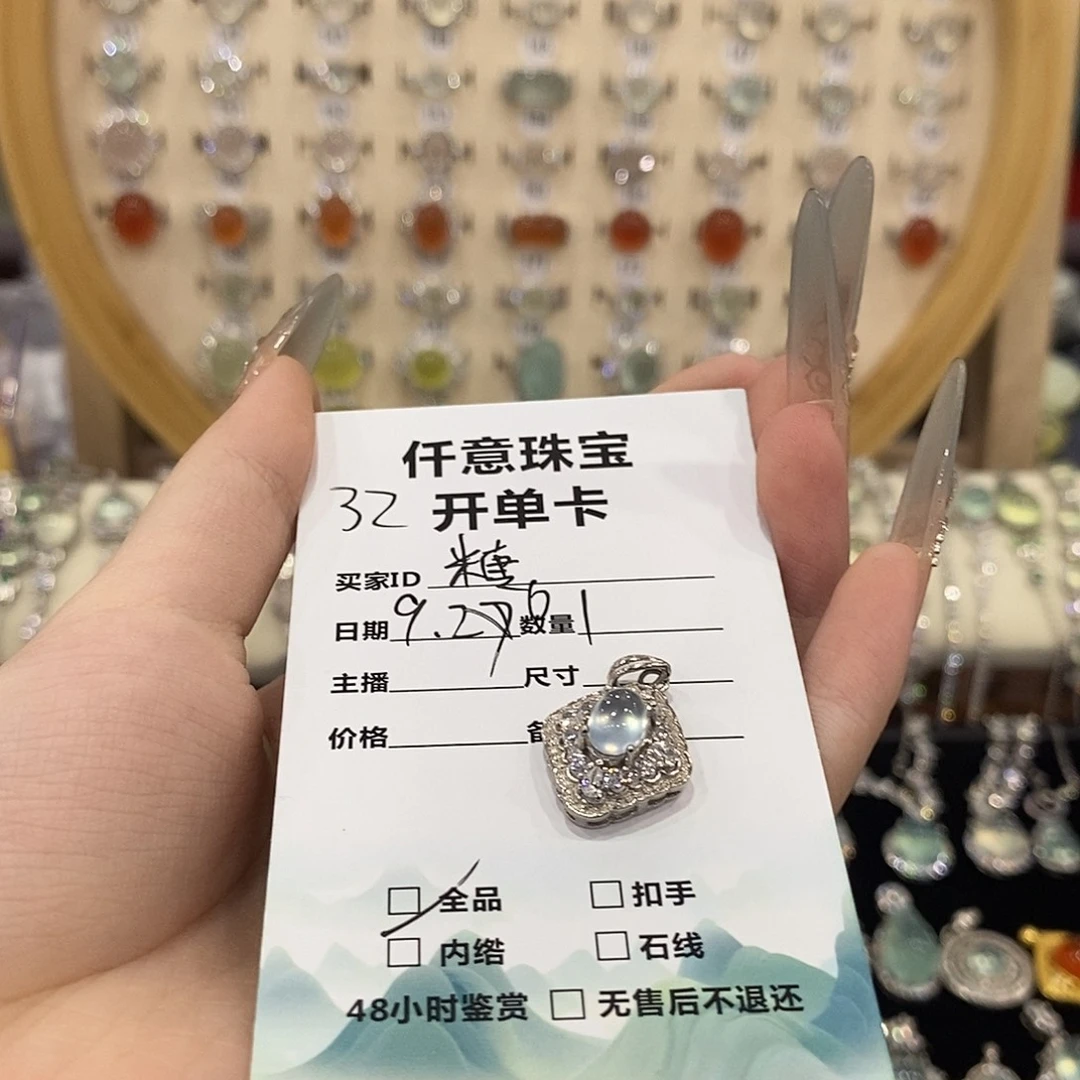 仟意珠宝
32 开单卡
买家ID 糖
日期 9.27 数量 1
主播 尺寸
价格 备
全品 扣手
内绺 石线
48小时鉴赏 无售后不退还